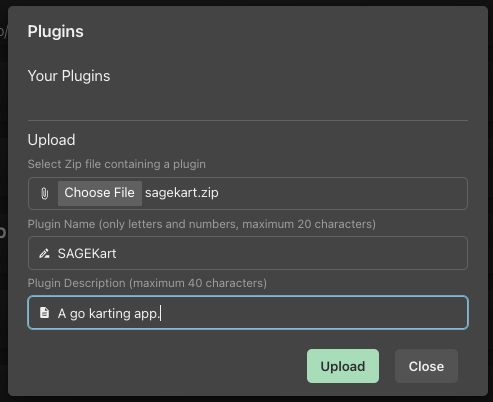 Plugins
Your Plugins
Upload
Select Zip file containing a plugin
Choose File sagekart.zip
Plugin Name (only letters and numbers, maximum 20 characters)
SAGEKart
Plugin Description (maximum 40 characters)
A go karting app.
Upload Close